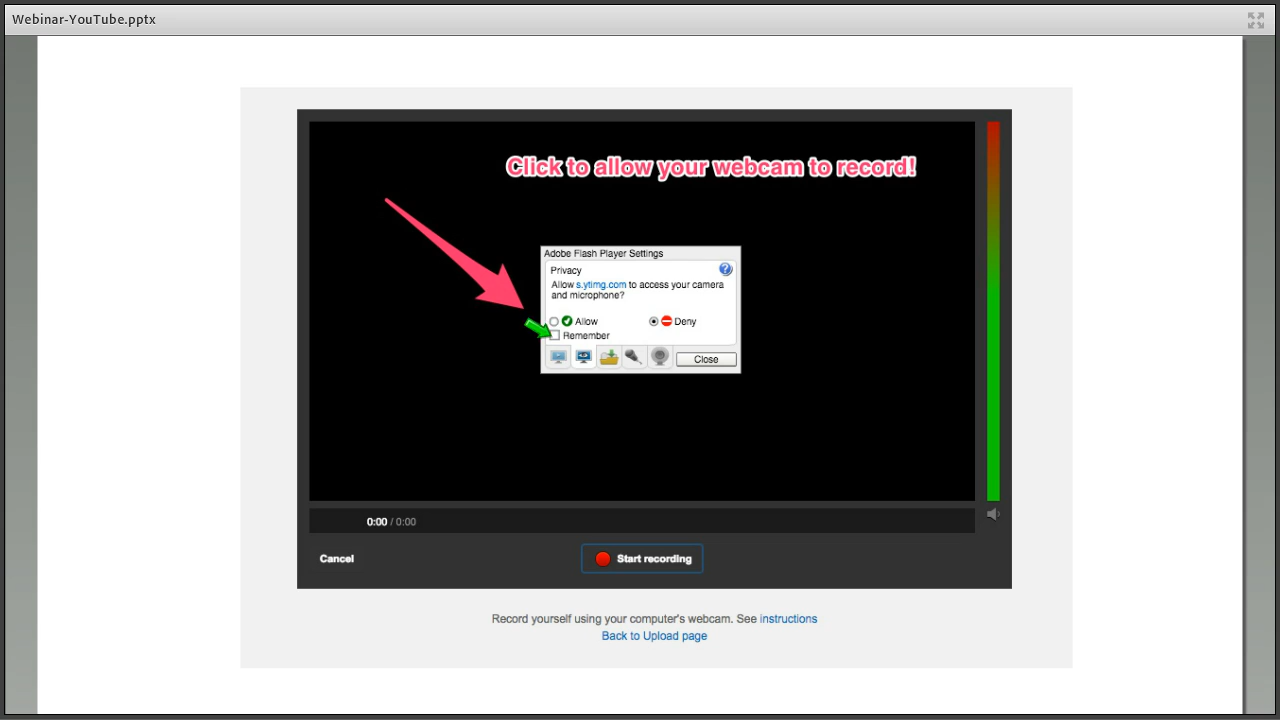 Webinar-YouTube.pptx
Click to allow your webcam to record!
Adobe Flash Player Settings
Privacy
Allow s.ytimg.com to access your camera
and microphone?
Allow Deny
Remember
Close
0:00 / 0:00
Cancel Start recording
Record yourself using your computer's webcam. See instructions
Back to Upload page